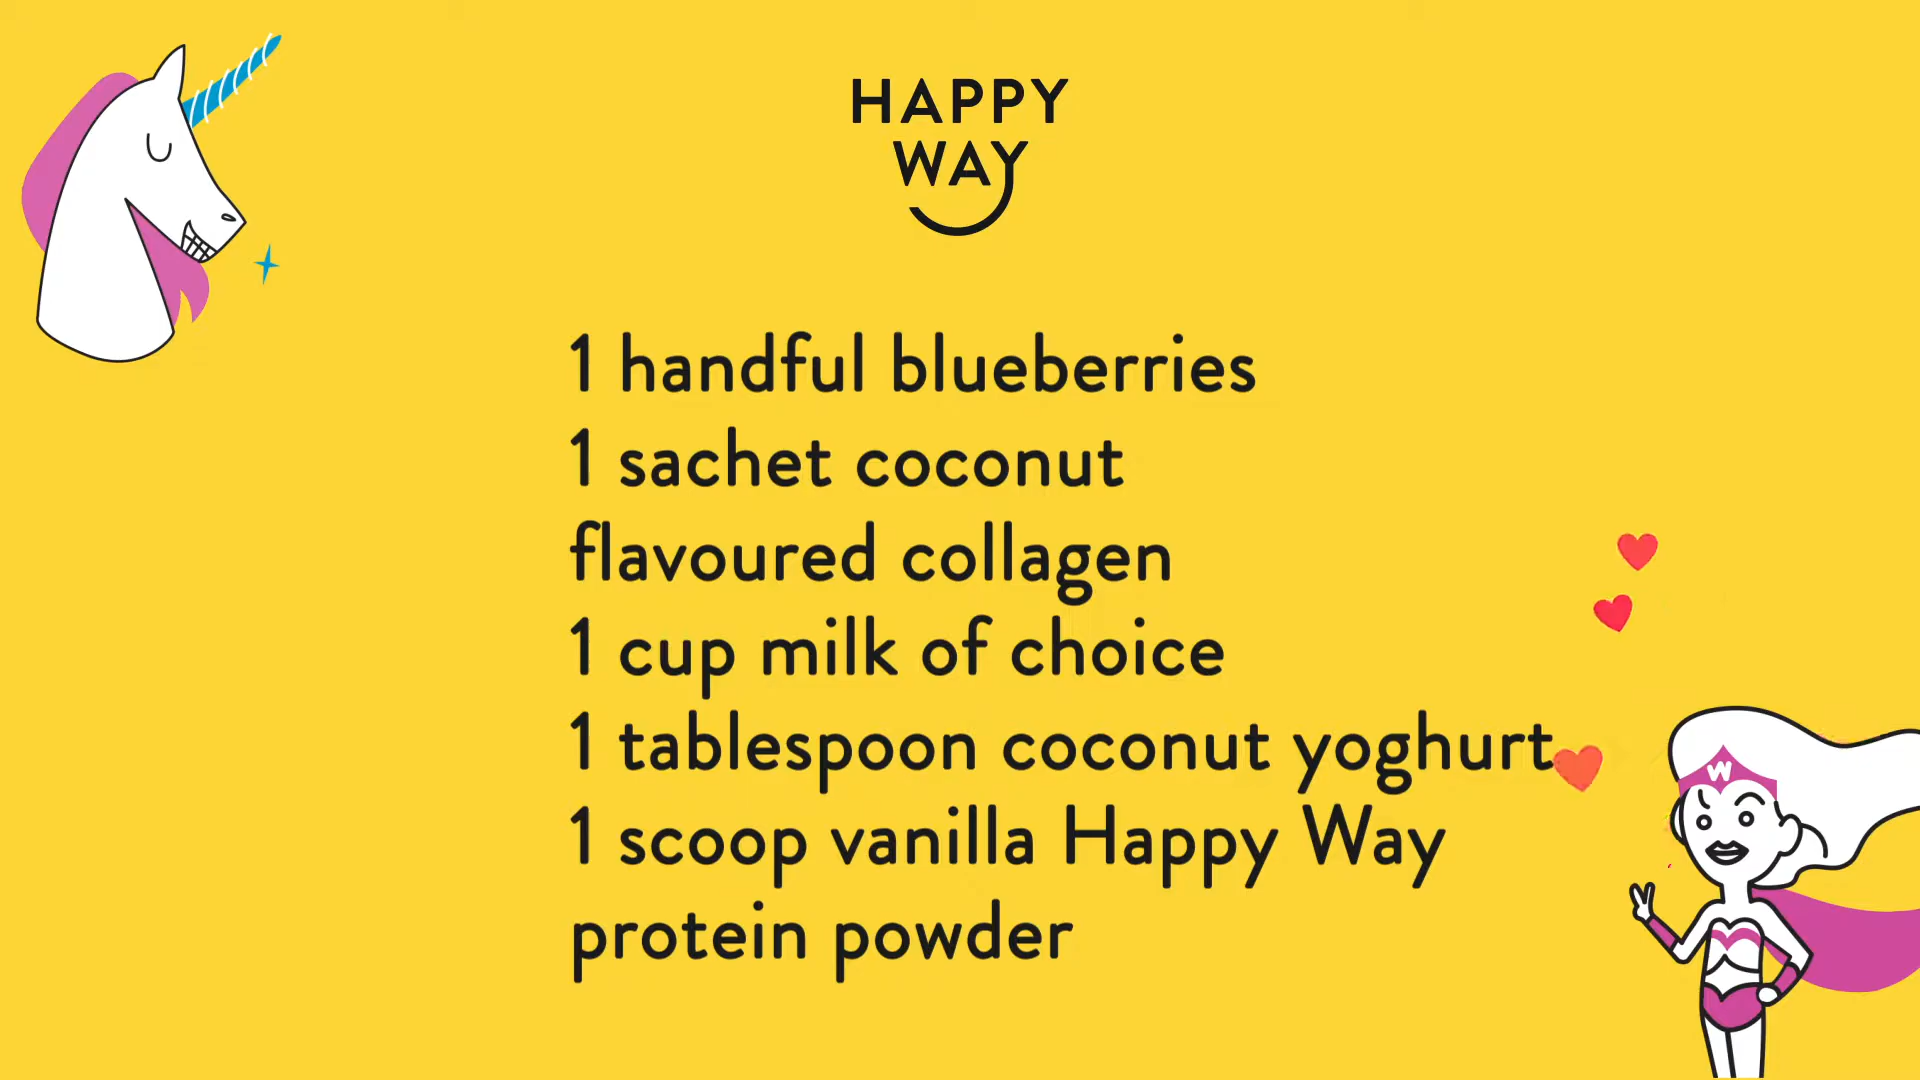 HAPPY
WAY
1 handful blueberries
1 sachet coconut
flavoured collagen
1 cup milk of choice
1 tablespoon coconut yoghurt
1 scoop vanilla Happy Way
protein powder
W